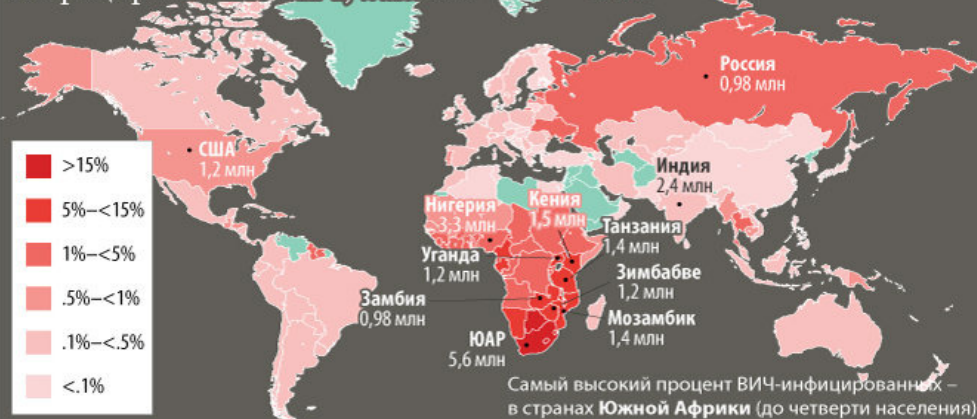 Россия
0,98 млн
США
1,2 млн
>15%
5%–<15%
1%–<5%
.5%–<1%
.1%–<.5%
<.1%
Индия
2,4 млн
Нигерия
3,3 млн
Кения
1,5 млн
Танзания
1,4 млн
Уганда
1,2 млн
Зимбабве
1,2 млн
Замбия
0,98 млн
Мозамбик
1,4 млн
ЮАР
5,6 млн
Самый высокий процент ВИЧ-инфицированных –
в странах Южной Африки (до четверти населения)